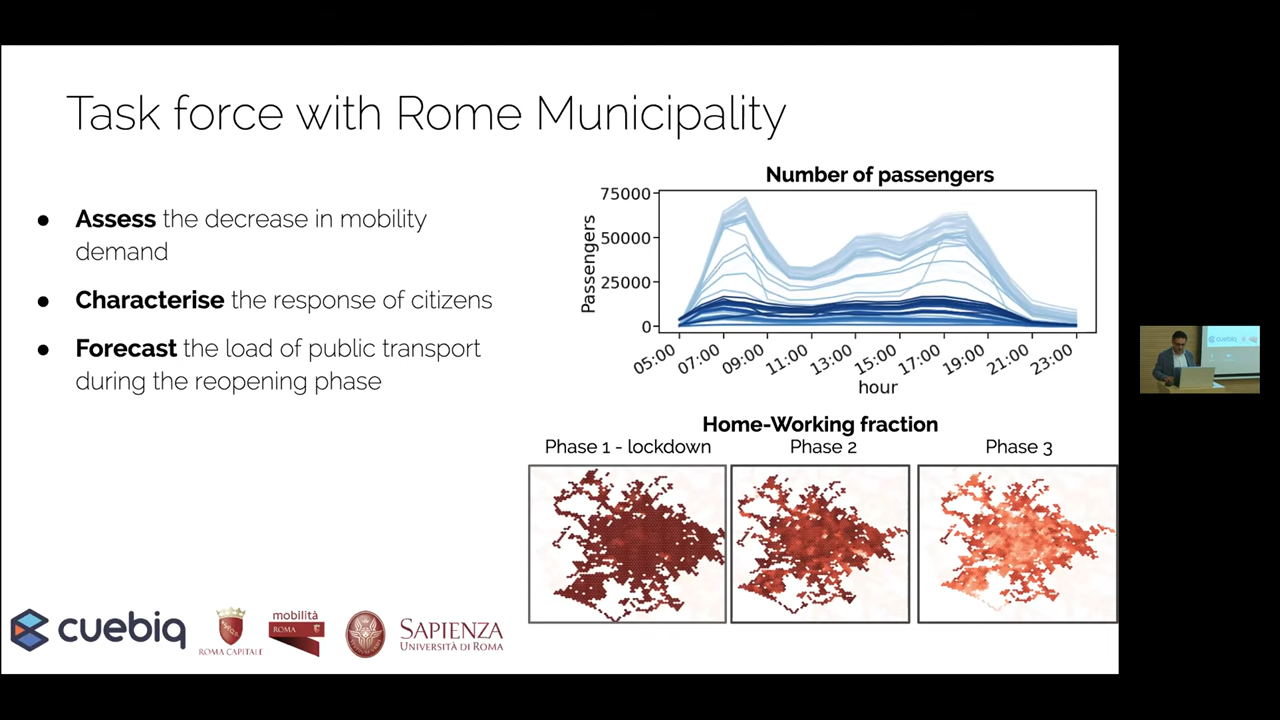 Task force with Rome Municipality
● Assess the decrease in mobility
demand
● Characterise the response of citizens
● Forecast the load of public transport
during the reopening phase
Number of passengers
75000
50000
25000
0
Passengers
05:00 07:00 09:00 11:00 13:00 15:00 17:00 19:00 21:00 23:00
hour
Home-Working fraction
Phase 1 - lockdown Phase 2 Phase 3
cuebiq
ROMA CAPITALE
mobilità
ROMA
SAPIENZA
UNIVERSITÀ DI ROMA